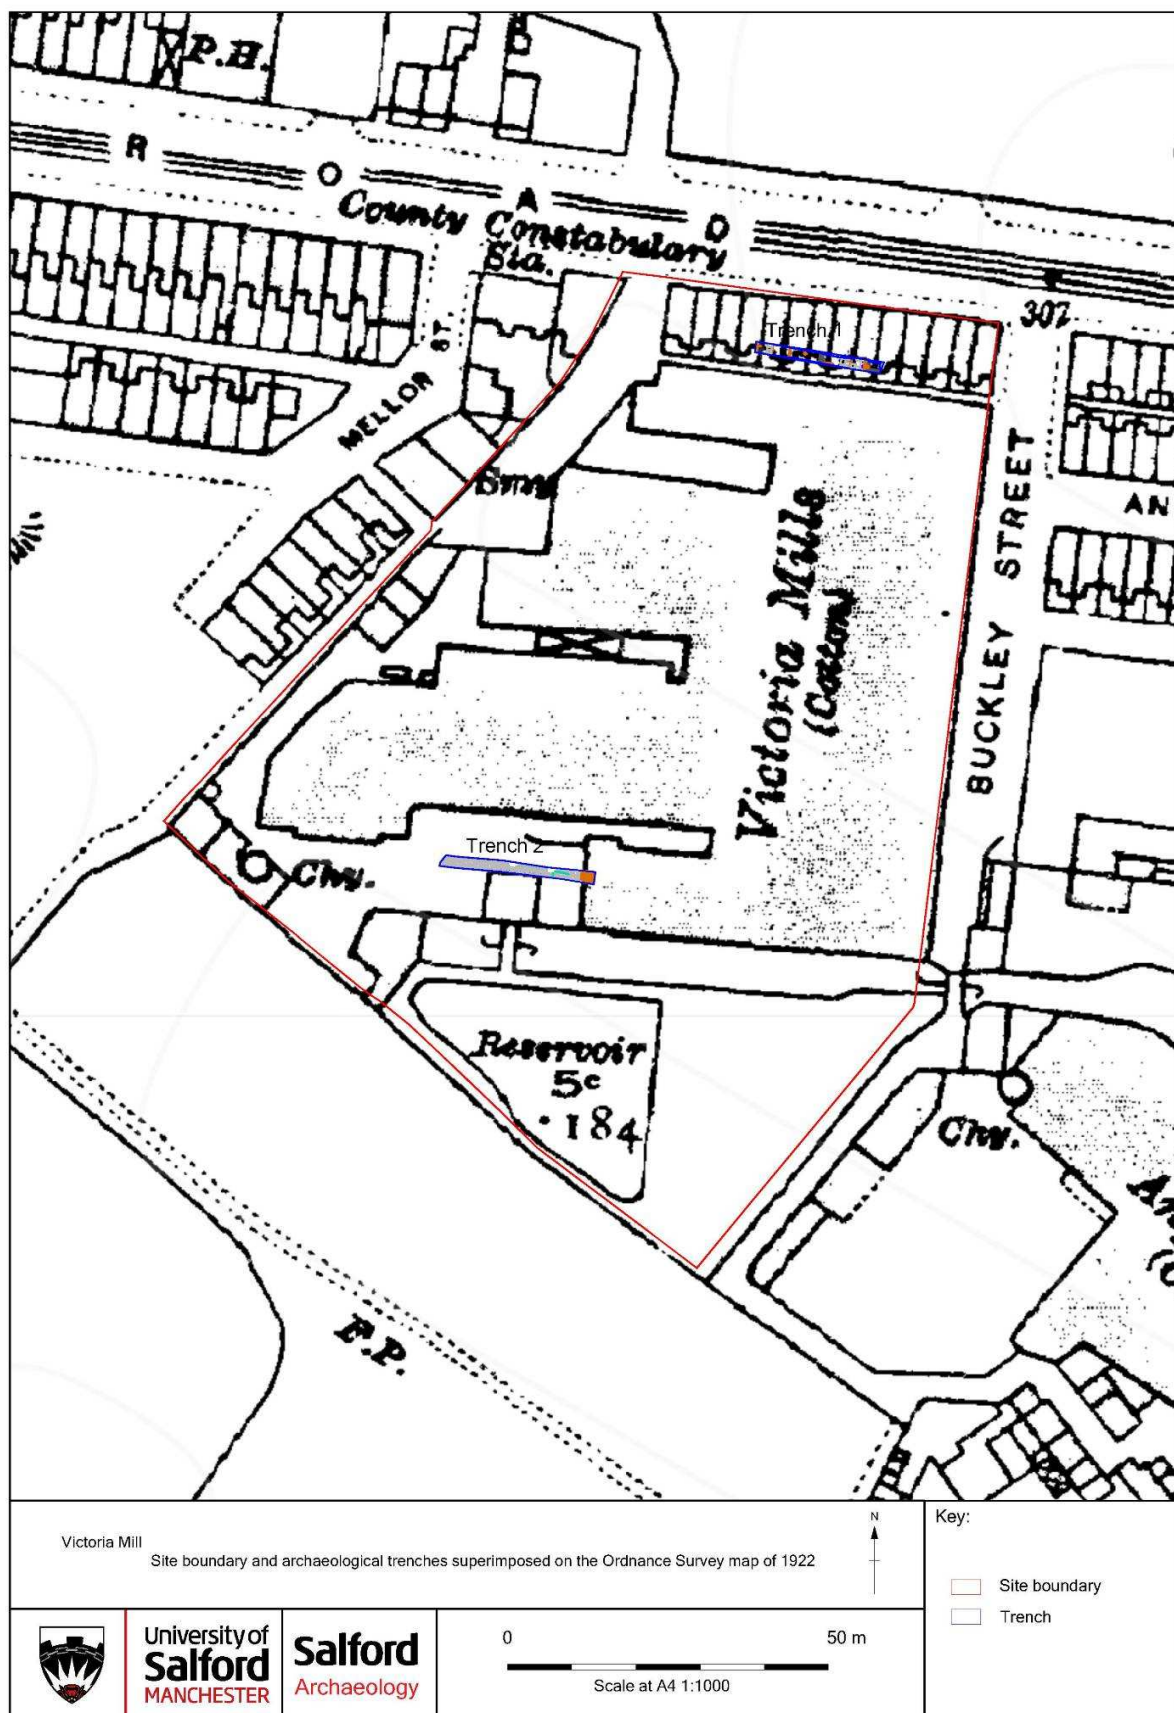 P.H.
R O A D
County Constabulary
Sta.
307
Trench 1
MELLOR ST.
Smy
AN
BUCKLEY STREET
Victoria Mills
(Cotton)
Trench 2
Chy.
Reservoir
5c
·184
Chy.
F.P.
Victoria Mill
Site boundary and archaeological trenches superimposed on the Ordnance Survey map of 1922
N
Key:
Site boundary
Trench
University of
Salford
MANCHESTER
Salford
Archaeology
0 50 m
Scale at A4 1:1000